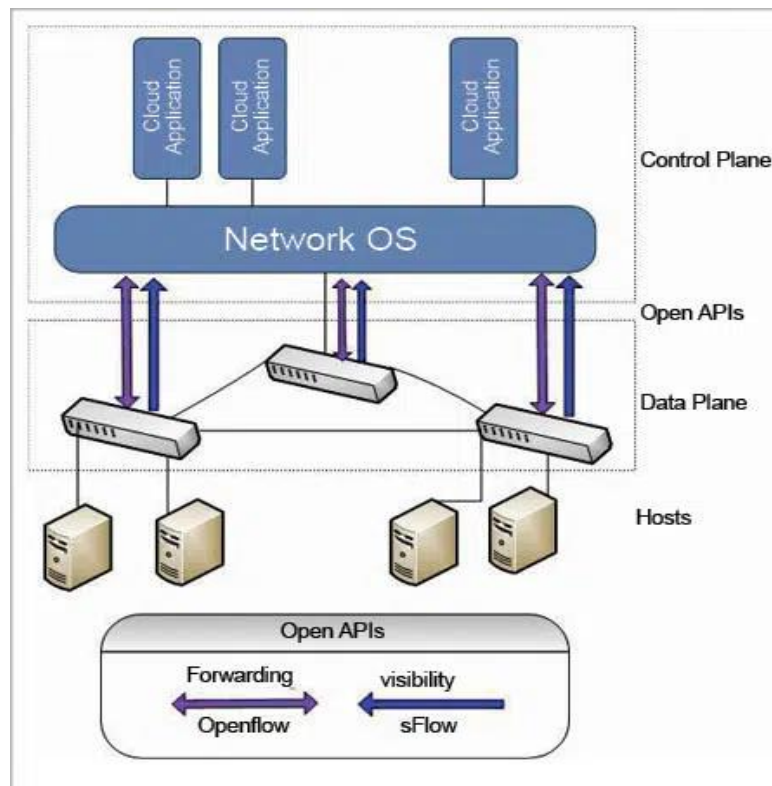 Cloud
Application
Cloud
Application
Cloud
Application
Control Plane
Network OS
Open APIs
Data Plane
Hosts
Open APIs
Forwarding
visibility
Openflow
sFlow